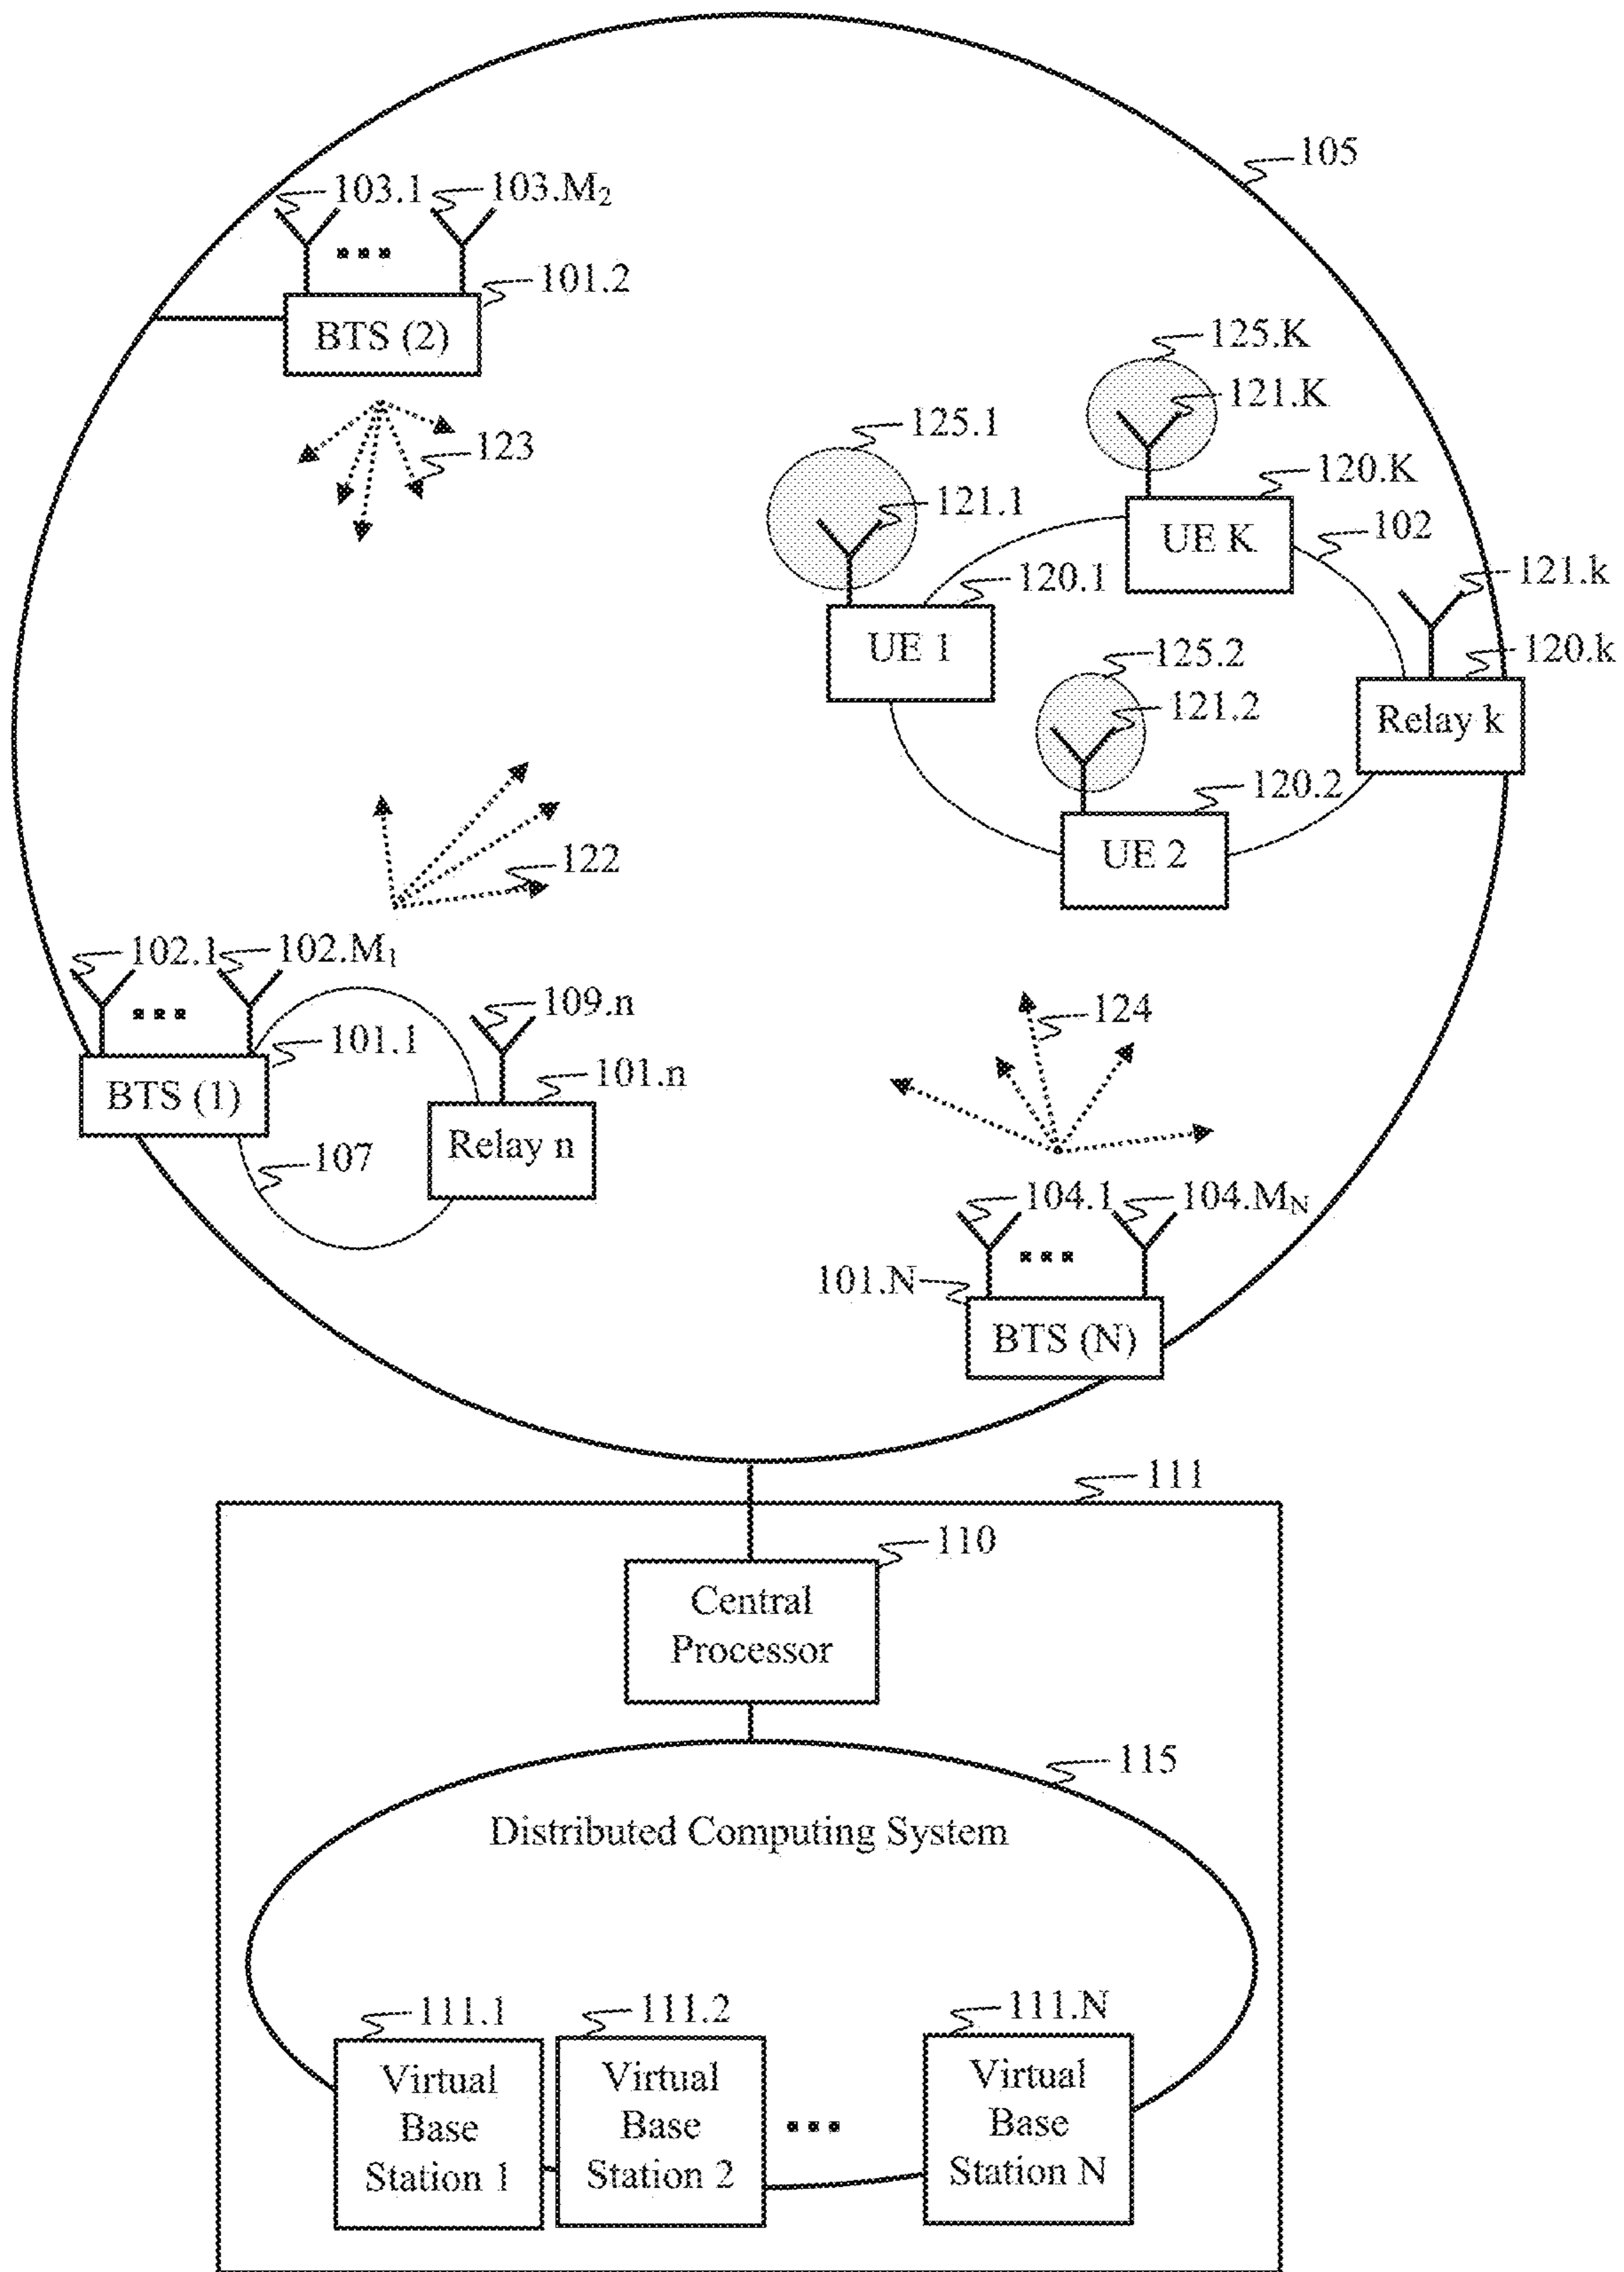 105
103.1
103.M₂
...
101.2
BTS (2)
123
125.K
121.K
125.1
121.1
120.K
UE K
102
120.1
UE 1
121.k
120.k
Relay k
125.2
121.2
120.2
UE 2
122
102.1
102.M₁
...
101.1
BTS (1)
109.n
101.n
Relay n
107
124
104.1
104.Mₙ
...
101.N
BTS (N)
111
110
Central
Processor
115
Distributed Computing System
111.1
Virtual
Base
Station 1
111.2
Virtual
Base
Station 2
...
111.N
Virtual
Base
Station N